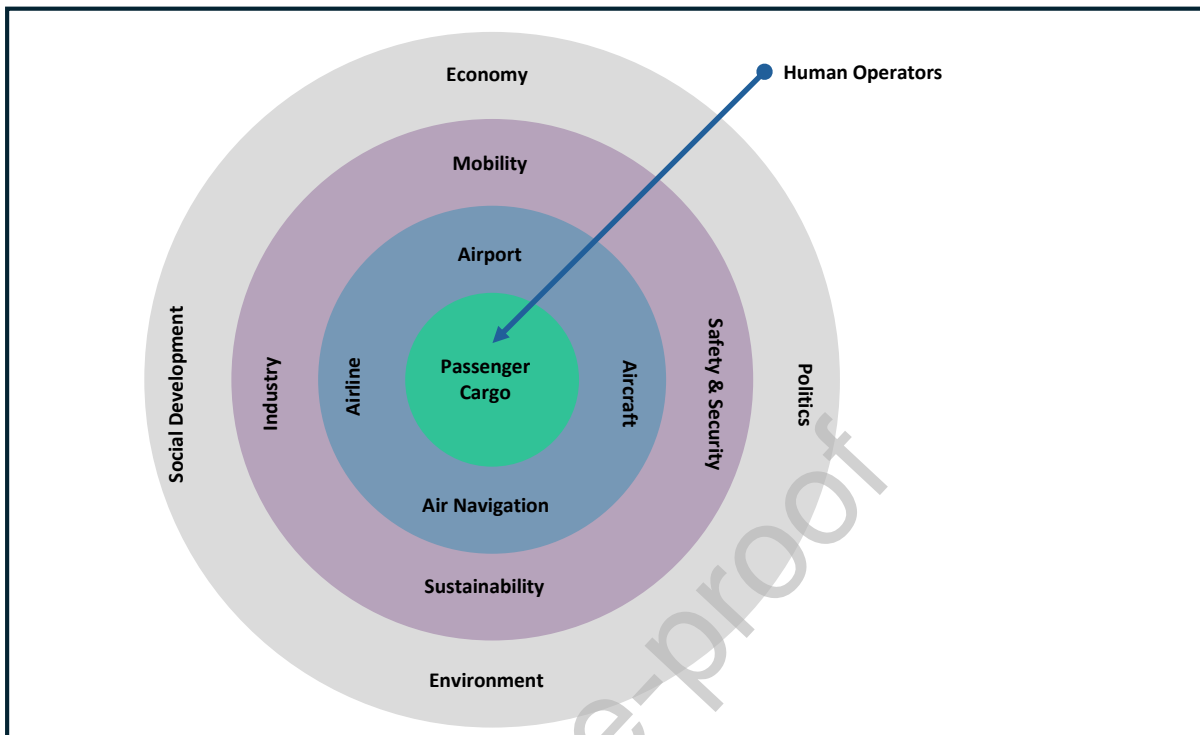 Economy
Human Operators
Mobility
Airport
Social Development
Industry
Airline
Passenger
Cargo
Aircraft
Safety & Security
Politics
Air Navigation
Sustainability
Environment
e-proof